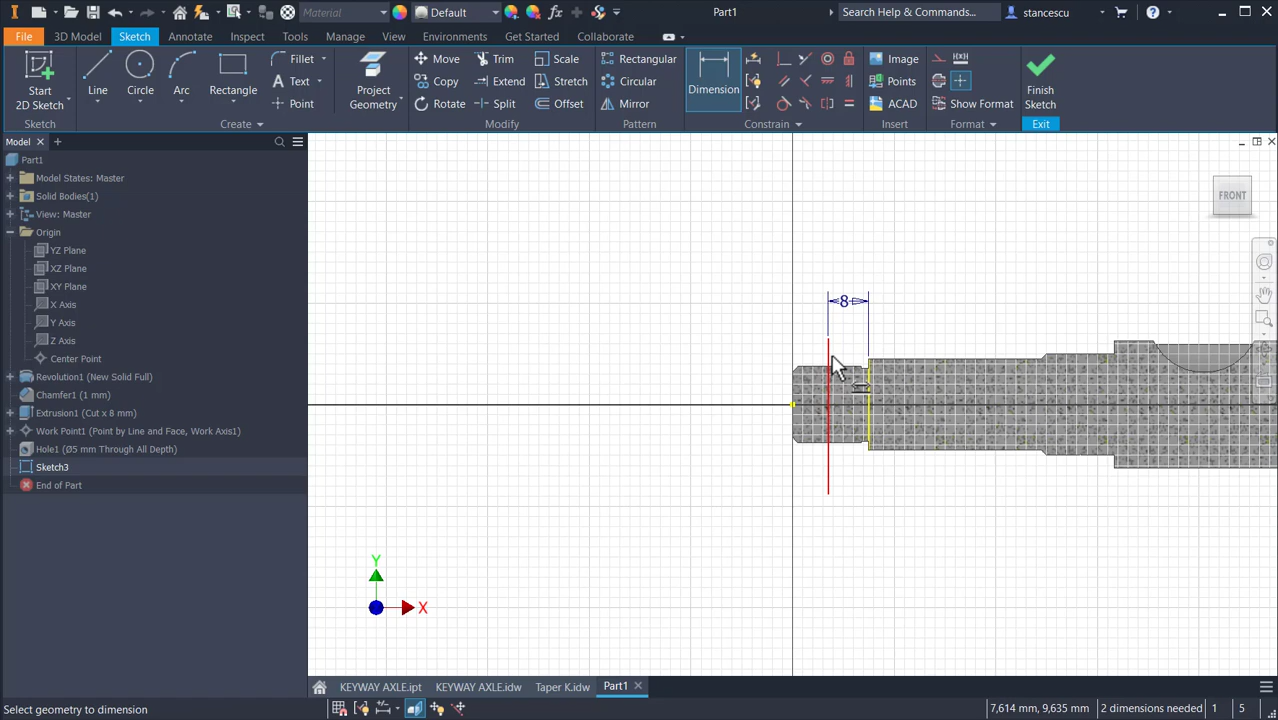 Material
Default
Part1
Search Help & Commands...
stancescu
File
3D Model
Sketch
Annotate
Inspect
Tools
Manage
View
Environments
Get Started
Collaborate
Start
2D Sketch
Line
Circle
Arc
Rectangle
Fillet
Text
Point
Project
Geometry
Move
Copy
Rotate
Trim
Extend
Split
Scale
Stretch
Offset
Rectangular
Circular
Mirror
Dimension
Image
Points
ACAD
Show Format
Finish
Sketch
Sketch
Create
Modify
Pattern
Constrain
Insert
Format
Exit
Model
Part1
Model States: Master
Solid Bodies(1)
View: Master
Origin
YZ Plane
XZ Plane
XY Plane
X Axis
Y Axis
Z Axis
Center Point
Revolution1 (New Solid Full)
Chamfer1 (1 mm)
Extrusion1 (Cut x 8 mm)
Work Point1 (Point by Line and Face, Work Axis1)
Hole1 (Ø5 mm Through All Depth)
Sketch3
End of Part
FRONT
8
Y
X
KEYWAY AXLE.ipt
KEYWAY AXLE.idw
Taper K.idw
Part1
Select geometry to dimension
7,614 mm, 9,635 mm
2 dimensions needed
1
5